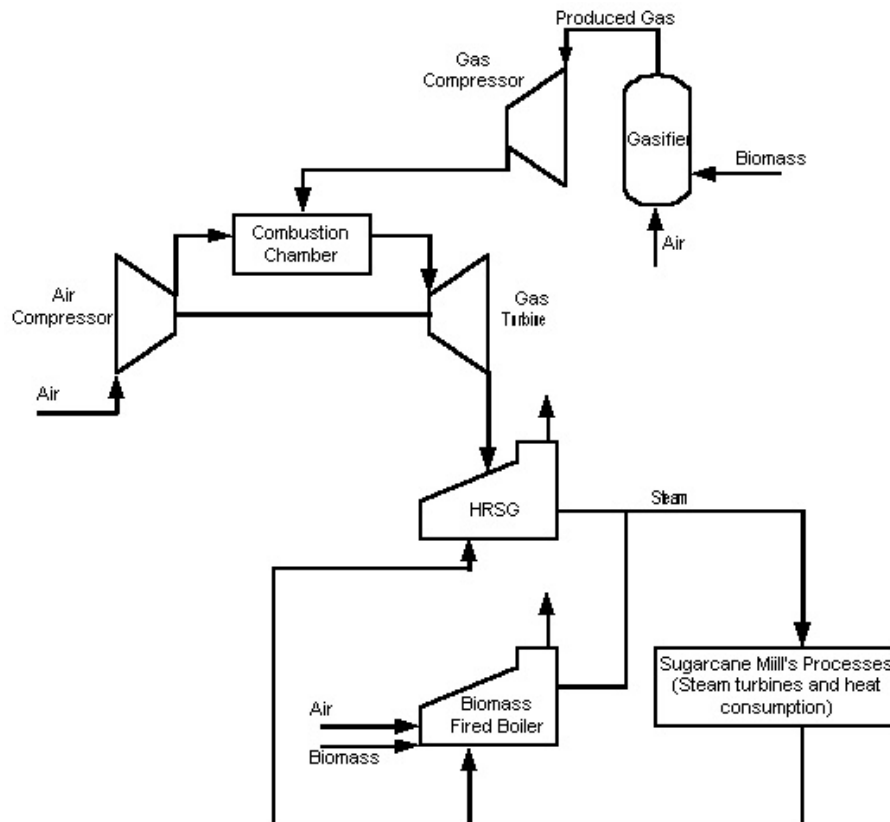 Produced Gas
Gas
Compressor
Gasifier
Biomass
Air
Combustion
Chamber
Air
Compressor
Gas
Turbine
Air
HRSG
Steam
Sugarcane Miill's Processes
(Steam turbines and heat
consumption)
Biomass
Fired Boiler
Air
Biomass